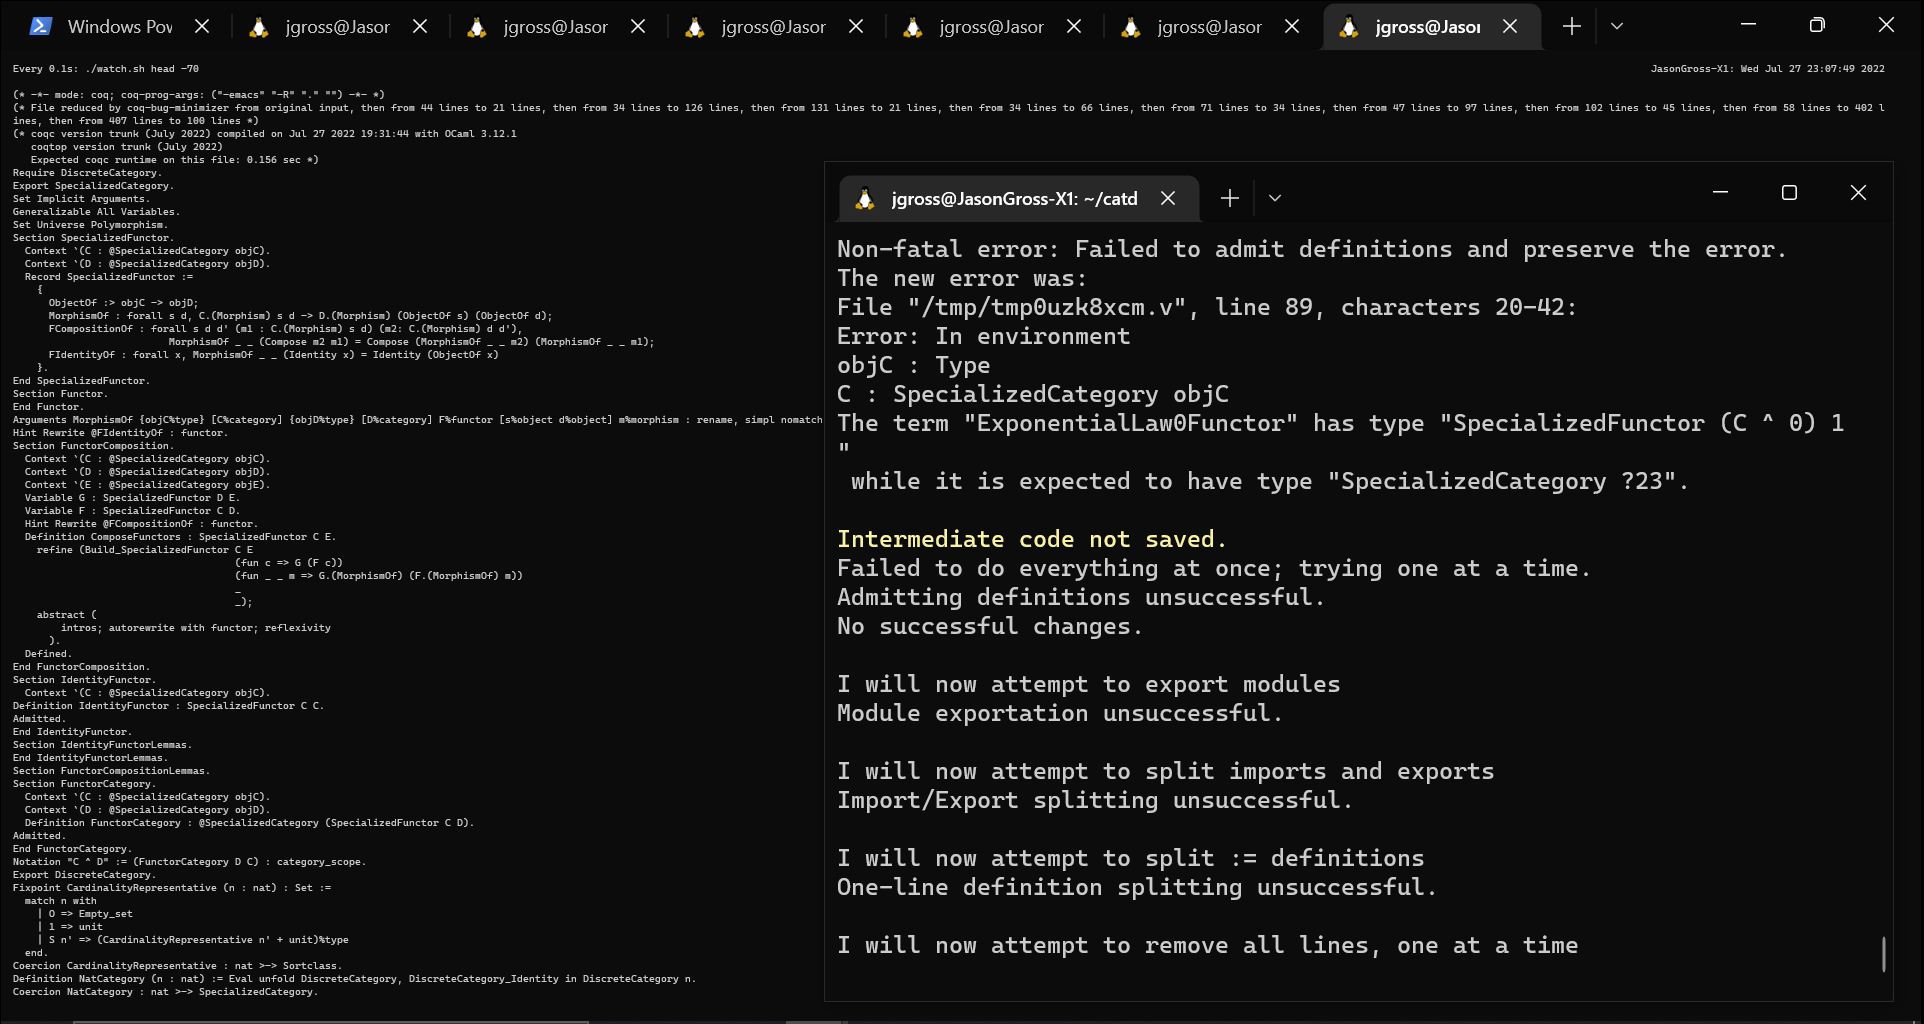 Windows Pov
jgross@Jasor
jgross@Jasor
jgross@Jasor
jgross@Jasor
jgross@Jasor
jgross@Jasor
Every 0.1s: ./watch.sh head -70
JasonGross-X1: Wed Jul 27 23:07:49 2022
(* -*- mode: coq; coq-prog-args: ("-emacs" "-R" "." "") -*- *)
(* File reduced by coq-bug-minimizer from original input, then from 44 lines to 21 lines, then from 34 lines to 126 lines, then from 131 lines to 21 lines, then from 34 lines to 66 lines, then from 71 lines to 34 lines, then from 47 lines to 97 lines, then from 102 lines to 45 lines, then from 58 lines to 402 l
ines, then from 407 lines to 100 lines *)
(* coqc version trunk (July 2022) compiled on Jul 27 2022 19:31:44 with OCaml 3.12.1
coqtop version trunk (July 2022)
Expected coqc runtime on this file: 0.156 sec *)
Require DiscreteCategory.
Export SpecializedCategory.
Set Implicit Arguments.
Generalizable All Variables.
Set Universe Polymorphism.
Section SpecializedFunctor.
Context `(C : @SpecializedCategory objC).
Context `(D : @SpecializedCategory objD).
Record SpecializedFunctor :=
{
ObjectOf :> objC -> objD;
MorphismOf : forall s d, C.(Morphism) s d -> D.(Morphism) (ObjectOf s) (ObjectOf d);
FCompositionOf : forall s d d' (m1 : C.(Morphism) s d) (m2: C.(Morphism) d d'),
MorphismOf _ _ (Compose m2 m1) = Compose (MorphismOf _ _ m2) (MorphismOf _ _ m1);
FIdentityOf : forall x, MorphismOf _ _ (Identity x) = Identity (ObjectOf x)
}.
End SpecializedFunctor.
Section Functor.
End Functor.
Arguments MorphismOf {objC%type} [C%category] {objD%type} [D%category] F%functor [s%object d%object] m%morphism : rename, simpl nomatch
Hint Rewrite @FIdentityOf : functor.
Section FunctorComposition.
Context `(C : @SpecializedCategory objC).
Context `(D : @SpecializedCategory objD).
Context `(E : @SpecializedCategory objE).
Variable G : SpecializedFunctor D E.
Variable F : SpecializedFunctor C D.
Hint Rewrite @FCompositionOf : functor.
Definition ComposeFunctors : SpecializedFunctor C E.
refine (Build_SpecializedFunctor C E
(fun c => G (F c))
(fun _ _ m => G.(MorphismOf) (F.(MorphismOf) m))
_
_);
abstract (
intros; autorewrite with functor; reflexivity
).
Defined.
End FunctorComposition.
Section IdentityFunctor.
Context `(C : @SpecializedCategory objC).
Definition IdentityFunctor : SpecializedFunctor C C.
Admitted.
End IdentityFunctor.
Section IdentityFunctorLemmas.
End IdentityFunctorLemmas.
Section FunctorCompositionLemmas.
Section FunctorCategory.
Context `(C : @SpecializedCategory objC).
Context `(D : @SpecializedCategory objD).
Definition FunctorCategory : @SpecializedCategory (SpecializedFunctor C D).
Admitted.
End FunctorCategory.
Notation "C ^ D" := (FunctorCategory D C) : category_scope.
Export DiscreteCategory.
Fixpoint CardinalityRepresentative (n : nat) : Set :=
match n with
| O => Empty_set
| 1 => unit
| S n' => (CardinalityRepresentative n' + unit)%type
end.
Coercion CardinalityRepresentative : nat >-> Sortclass.
Definition NatCategory (n : nat) := Eval unfold DiscreteCategory, DiscreteCategory_Identity in DiscreteCategory n.
Coercion NatCategory : nat >-> SpecializedCategory.
jgross@JasonGross-X1: ~/catd
Non-fatal error: Failed to admit definitions and preserve the error.
The new error was:
File "/tmp/tmp0uzk8xcm.v", line 89, characters 20-42:
Error: In environment
objC : Type
C : SpecializedCategory objC
The term "ExponentialLaw0Functor" has type "SpecializedFunctor (C ^ 0) 1
"
while it is expected to have type "SpecializedCategory ?23".
Intermediate code not saved.
Failed to do everything at once; trying one at a time.
Admitting definitions unsuccessful.
No successful changes.
I will now attempt to export modules
Module exportation unsuccessful.
I will now attempt to split imports and exports
Import/Export splitting unsuccessful.
I will now attempt to split := definitions
One-line definition splitting unsuccessful.
I will now attempt to remove all lines, one at a time